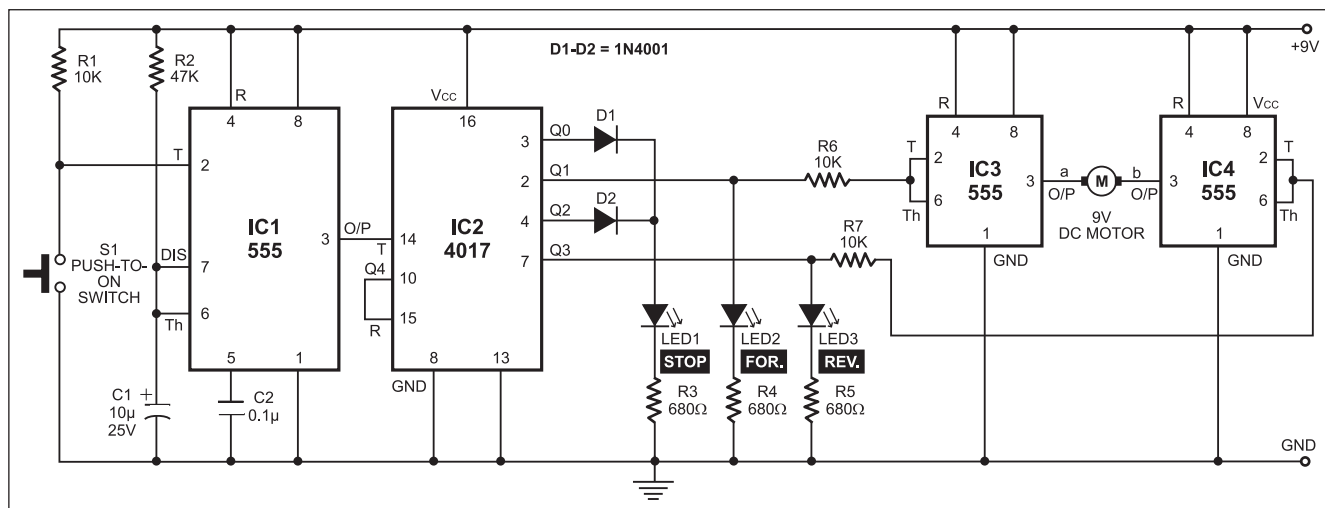 D1-D2 = 1N4001
+9V
R1
10K
R2
47K
R
4
8
T
2
IC1
555
3
O/P
DIS
7
Th
6
5
1
S1
PUSH-TO-
ON
SWITCH
C1
+
10µ
25V
C2
0.1µ
VCC
16
IC2
4017
T
14
Q4
10
15
R
8
13
GND
3
Q0
D1
2
Q1
4
Q2
D2
7
Q3
LED1
STOP
LED2
FOR.
LED3
REV.
R3
680Ω
R4
680Ω
R5
680Ω
R6
10K
R7
10K
R
4
8
T
2
IC3
555
3
Th
6
1
GND
a
O/P
M
b
O/P
9V
DC MOTOR
R
4
VCC
8
T
2
3
IC4
555
6
Th
1
GND
GND